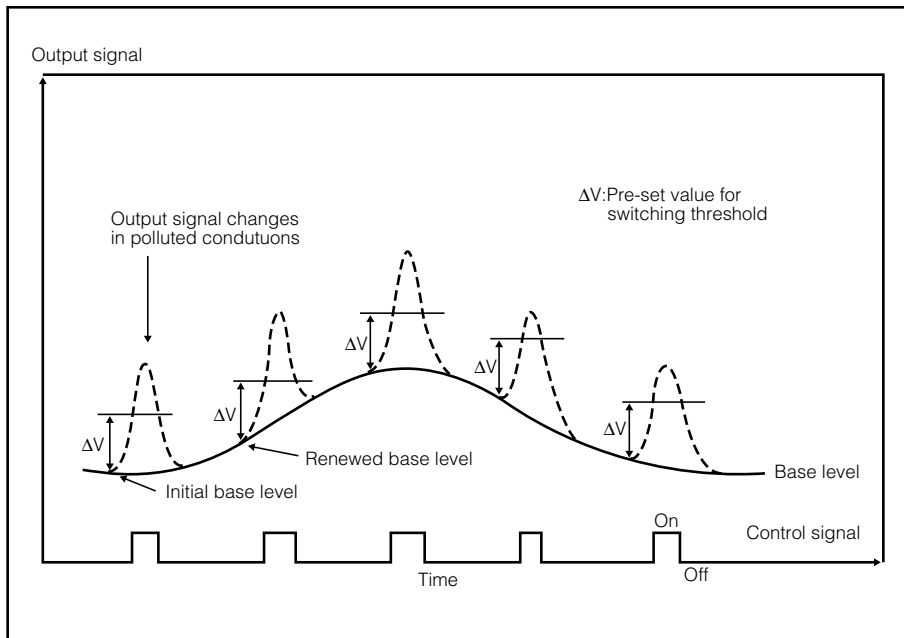 Output signal
ΔV:Pre-set value for
switching threshold
Output signal changes
in polluted condutuons
ΔV
ΔV
ΔV
ΔV
ΔV
Renewed base level
Initial base level
Base level
On
Control signal
Time
Off